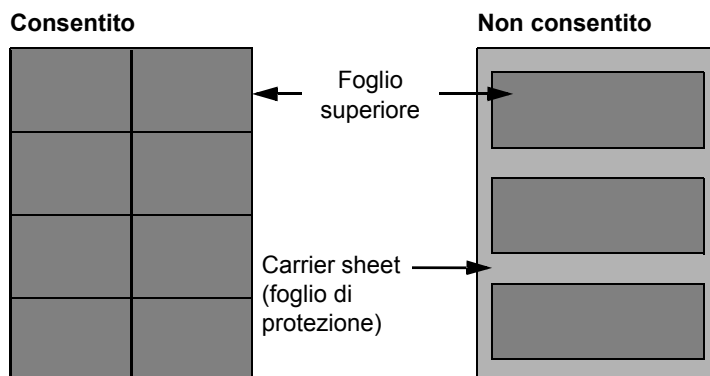 Consentito
Non consentito
Foglio
superiore
Carrier sheet
(foglio di
protezione)